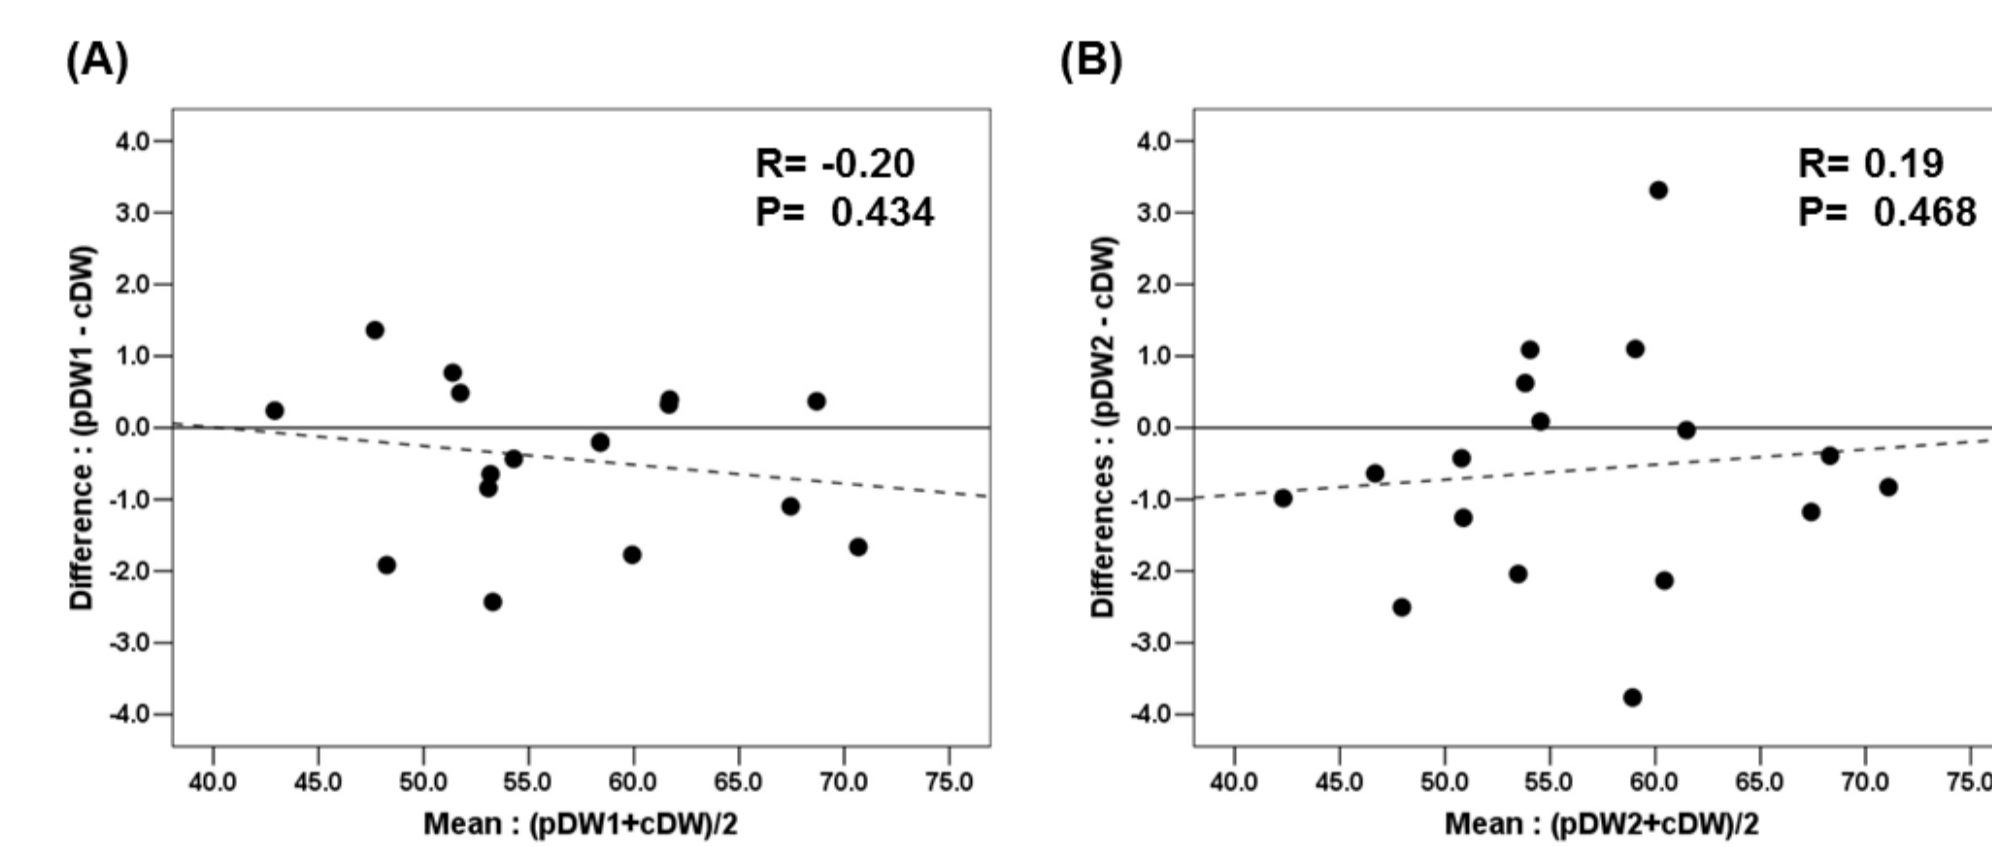 (A)
R= -0.20
P= 0.434
Difference : (pDW1 - cDW)
4.0
3.0
2.0
1.0
0.0
-1.0
-2.0
-3.0
-4.0
40.0 45.0 50.0 55.0 60.0 65.0 70.0 75.0
Mean : (pDW1+cDW)/2
(B)
R= 0.19
P= 0.468
Differences : (pDW2 - cDW)
4.0
3.0
2.0
1.0
0.0
-1.0
-2.0
-3.0
-4.0
40.0 45.0 50.0 55.0 60.0 65.0 70.0 75.0
Mean : (pDW2+cDW)/2